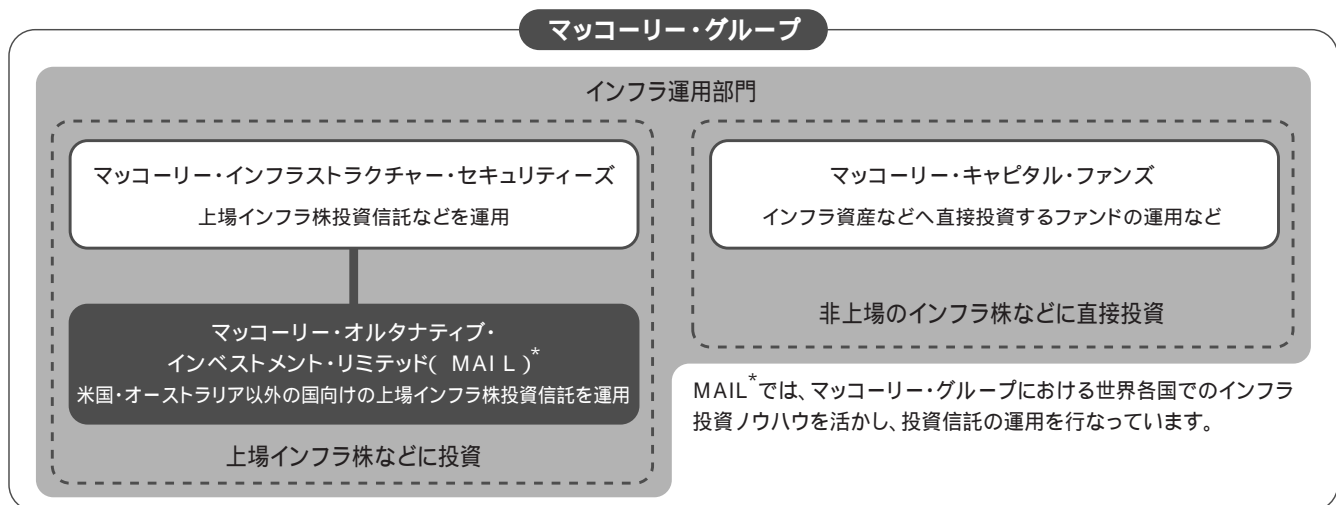 マッコーリー・グループ
インフラ運用部門
マッコーリー・インフラストラクチャー・セキュリティーズ
上場インフラ株投資信託などを運用
マッコーリー・オルタナティブ・
インベストメント・リミテッド( MAIL)*
米国・オーストラリア以外の国向けの上場インフラ株投資信託を運用
上場インフラ株などに投資
マッコーリー・キャピタル・ファンズ
インフラ資産などへ直接投資するファンドの運用など
非上場のインフラ株などに直接投資
MAIL*では、マッコーリー・グループにおける世界各国でのインフラ
投資ノウハウを活かし、投資信託の運用を行なっています。